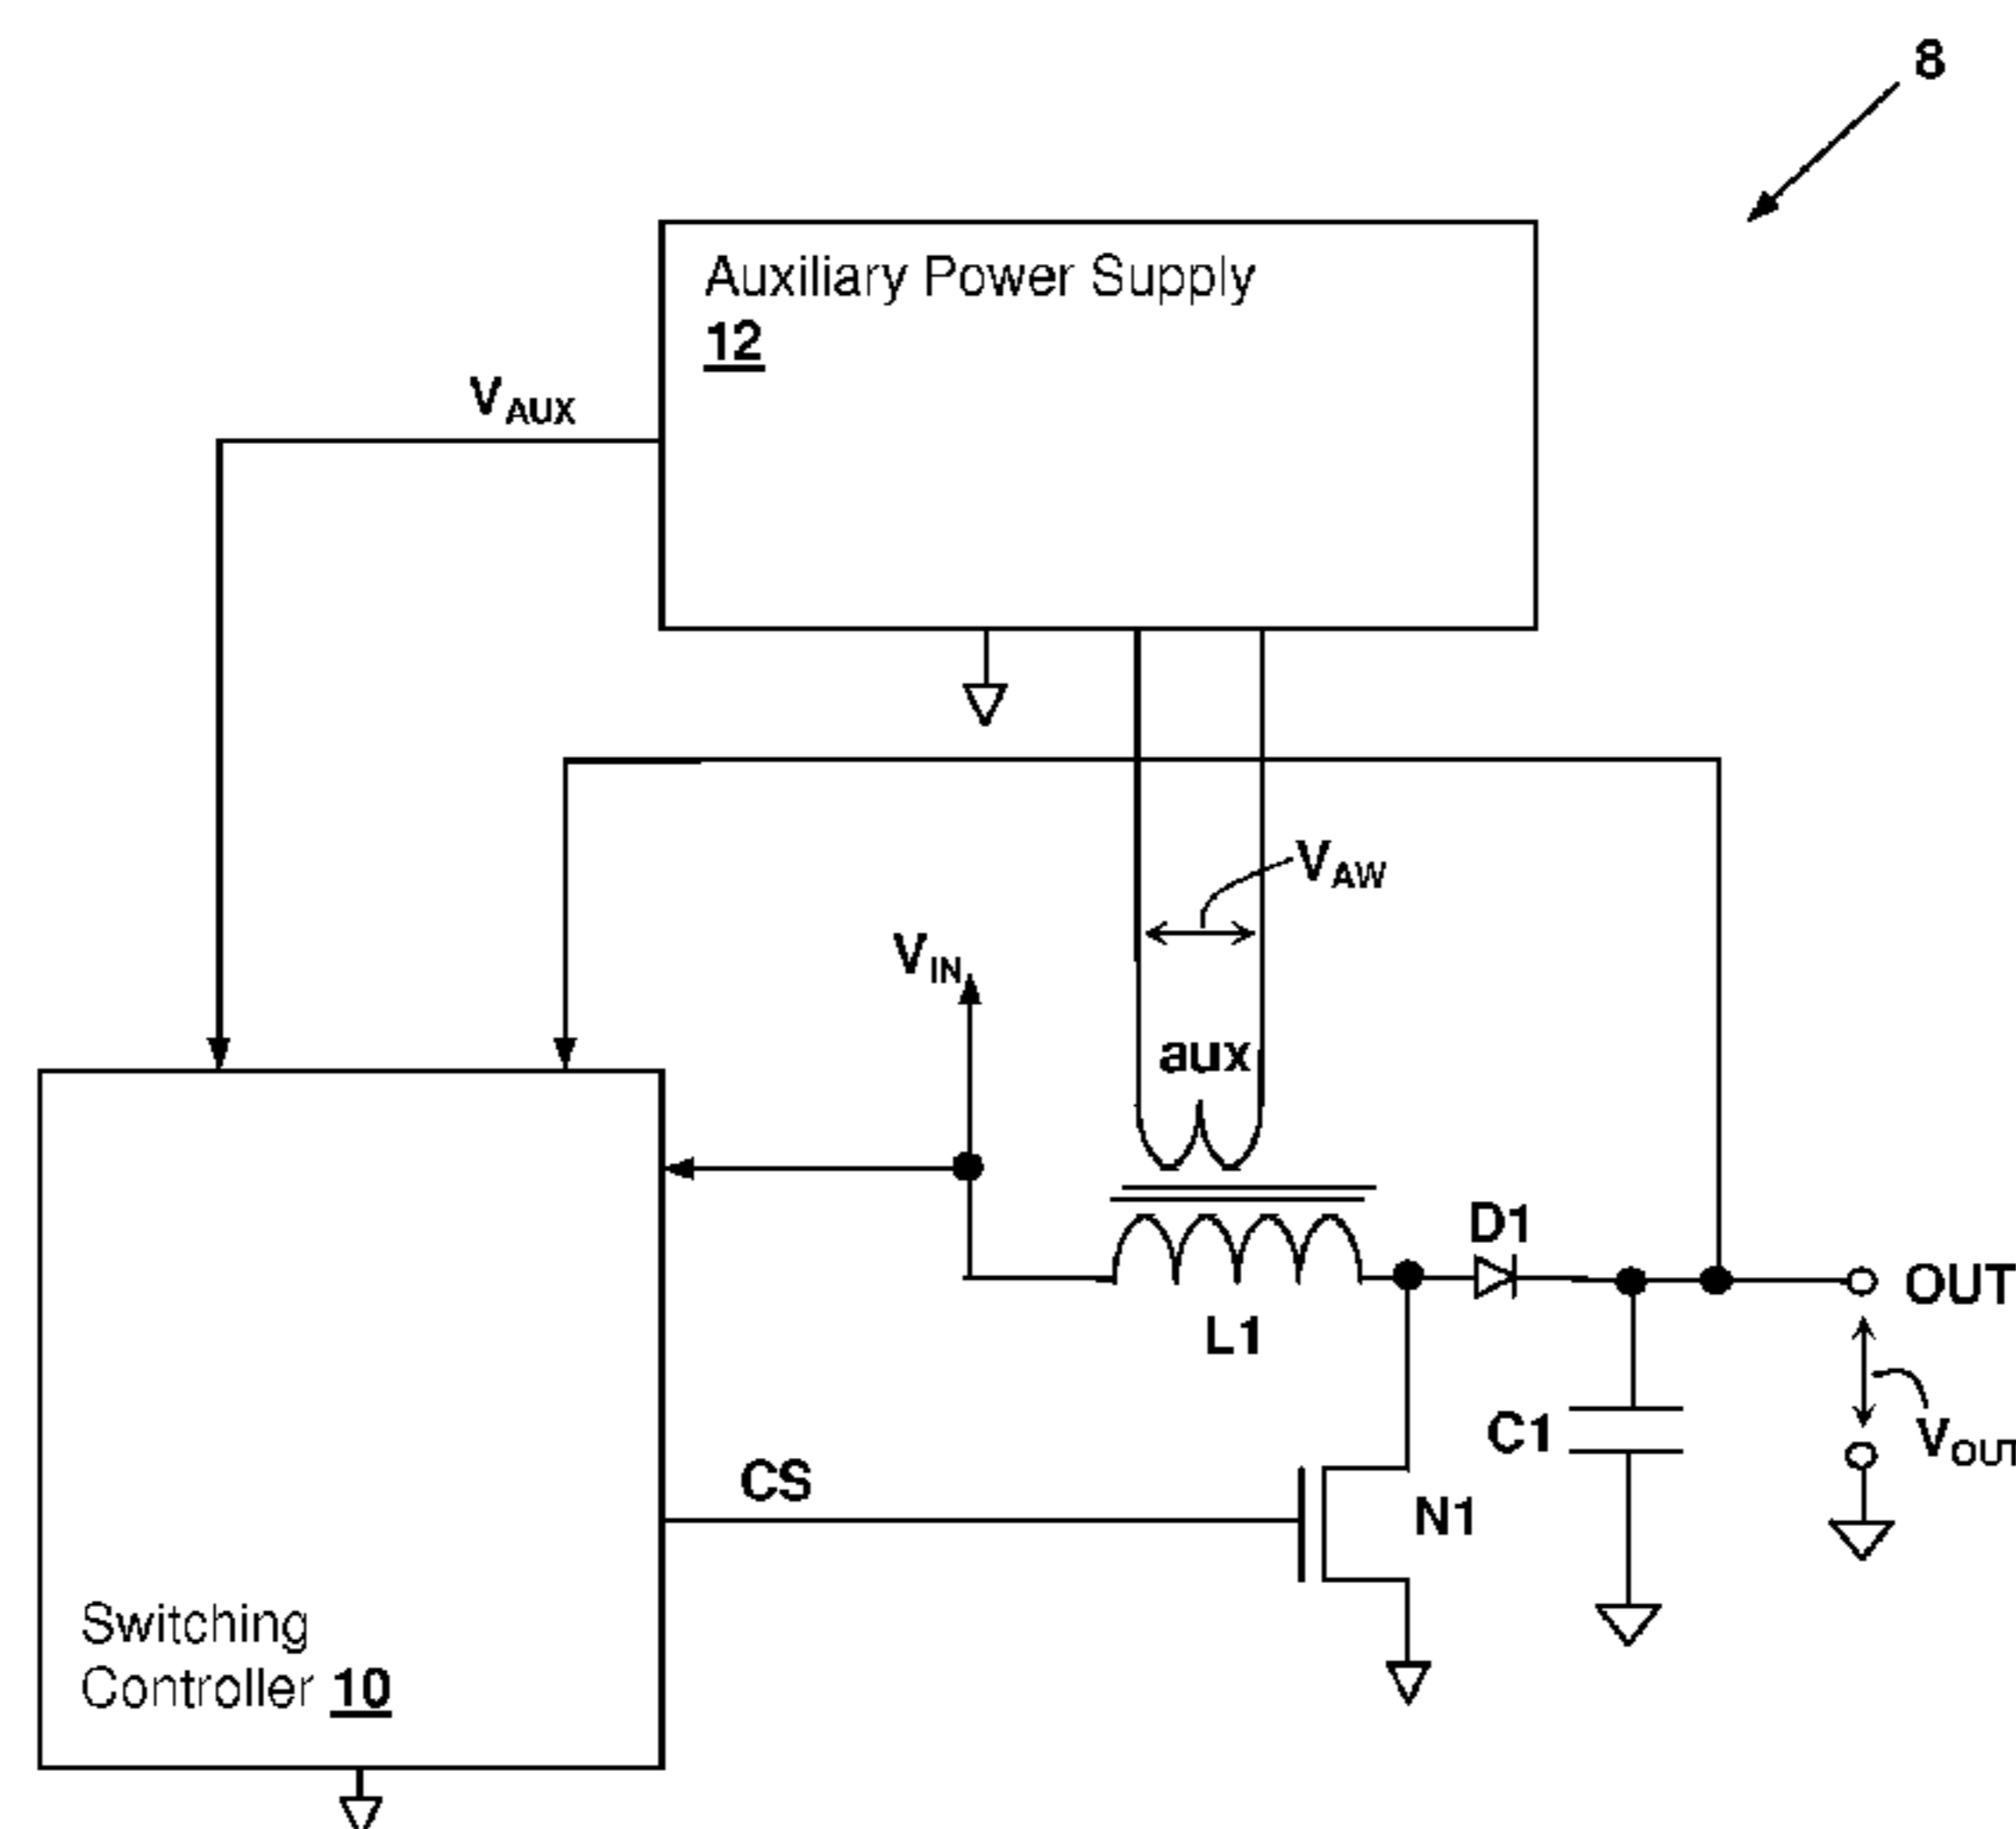 8
Auxiliary Power Supply
12
VAUX
VAW
VIN
aux
D1
OUT
L1
C1
VOUT
CS
N1
Switching
Controller 10